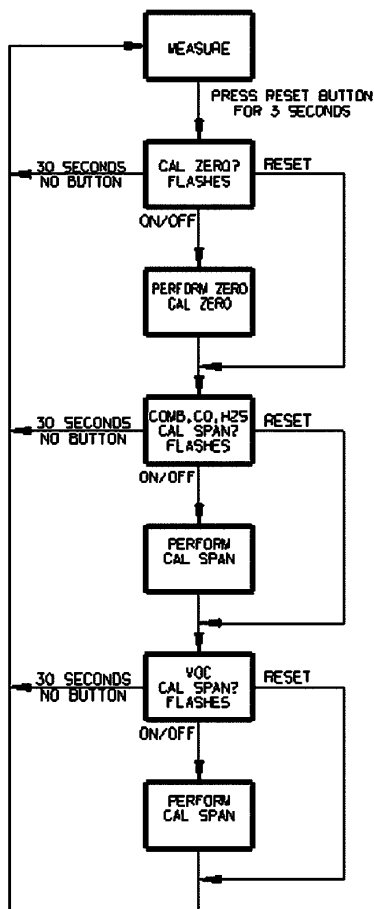 MEASURE
PRESS RESET BUTTON
FOR 3 SECONDS
30 SECONDS
NO BUTTON
CAL ZERO?
FLASHES
RESET
ON/OFF
PERFORM ZERO
CAL ZERO
30 SECONDS
NO BUTTON
COMB,CO,H2S
CAL SPAN?
FLASHES
RESET
ON/OFF
PERFORM
CAL SPAN
30 SECONDS
NO BUTTON
VOC
CAL SPAN?
FLASHES
RESET
ON/OFF
PERFORM
CAL SPAN